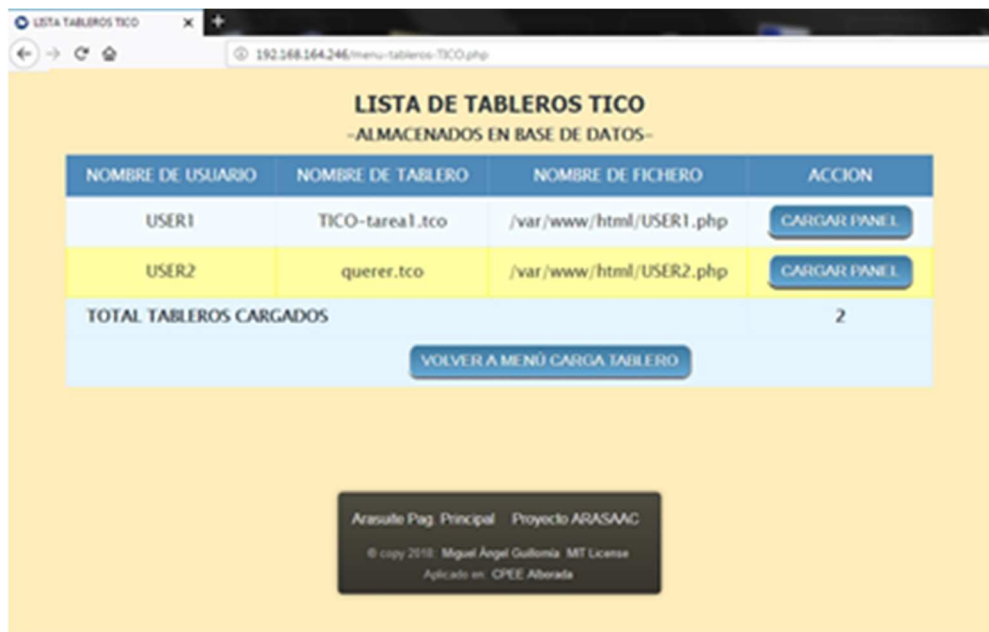 LISTA TABLEROS TICO
192.168.164.246/menu-tableros-TICO.php
LISTA DE TABLEROS TICO
-ALMACENADOS EN BASE DE DATOS-
NOMBRE DE USUARIO NOMBRE DE TABLERO NOMBRE DE FICHERO ACCION
USER1 TICO-tarea1.tco /var/www/html/USER1.php CARGAR PANEL
USER2 querer.tco /var/www/html/USER2.php CARGAR PANEL
TOTAL TABLEROS CARGADOS 2
VOLVER A MENÚ CARGA TABLERO
Arasuite Pag. Principal Proyecto ARASAAC
© copy 2018: Miguel Ángel Guillomía MIT License
Aplicado en: CPEE Alborada